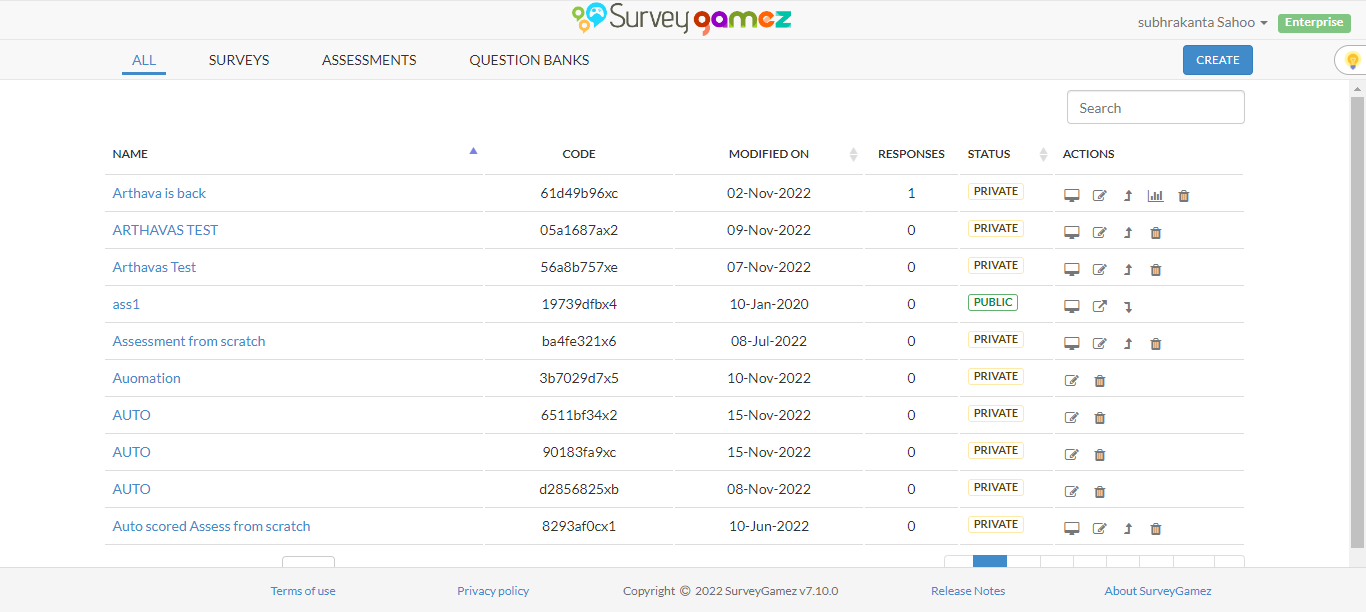 Survey gamez
subhrakanta Sahoo Enterprise
ALL SURVEYS ASSESSMENTS QUESTION BANKS CREATE
Search
NAME CODE MODIFIED ON RESPONSES STATUS ACTIONS
Arthava is back 61d49b96xc 02-Nov-2022 1 PRIVATE
ARTHAVAS TEST 05a1687ax2 09-Nov-2022 0 PRIVATE
Arthavas Test 56a8b757xe 07-Nov-2022 0 PRIVATE
ass1 19739dfbx4 10-Jan-2020 0 PUBLIC
Assessment from scratch ba4fe321x6 08-Jul-2022 0 PRIVATE
Auomation 3b7029d7x5 10-Nov-2022 0 PRIVATE
AUTO 6511bf34x2 15-Nov-2022 0 PRIVATE
AUTO 90183fa9xc 15-Nov-2022 0 PRIVATE
AUTO d2856825xb 08-Nov-2022 0 PRIVATE
Auto scored Assess from scratch 8293af0cx1 10-Jun-2022 0 PRIVATE
Terms of use Privacy policy Copyright © 2022 SurveyGamez v7.10.0 Release Notes About SurveyGamez